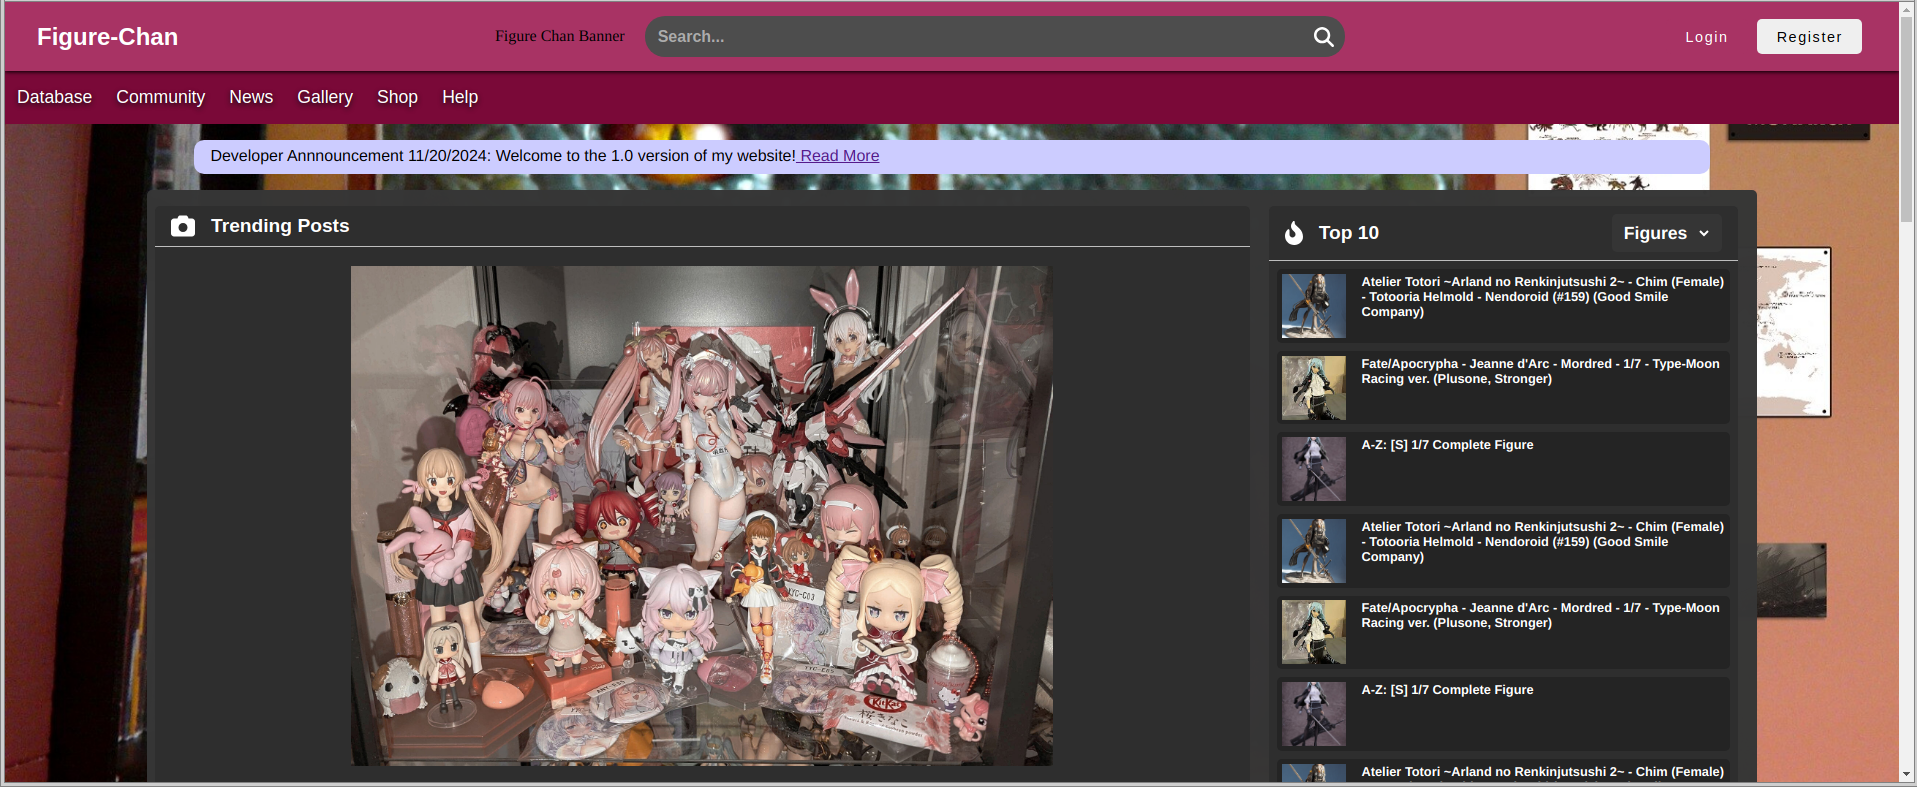 Figure-Chan
Figure Chan Banner
Search...
Login
Register
Database
Community
News
Gallery
Shop
Help
Developer Annnouncement 11/20/2024: Welcome to the 1.0 version of my website! Read More
Trending Posts
KitKat
Top 10
Figures
Atelier Totori ~Arland no Renkinjutsushi 2~ - Chim (Female)
- Totooria Helmold - Nendoroid (#159) (Good Smile
Company)
Fate/Apocrypha - Jeanne d'Arc - Mordred - 1/7 - Type-Moon
Racing ver. (Plusone, Stronger)
A-Z: [S] 1/7 Complete Figure
Atelier Totori ~Arland no Renkinjutsushi 2~ - Chim (Female)
- Totooria Helmold - Nendoroid (#159) (Good Smile
Company)
Fate/Apocrypha - Jeanne d'Arc - Mordred - 1/7 - Type-Moon
Racing ver. (Plusone, Stronger)
A-Z: [S] 1/7 Complete Figure
Atelier Totori ~Arland no Renkinjutsushi 2~ - Chim (Female)